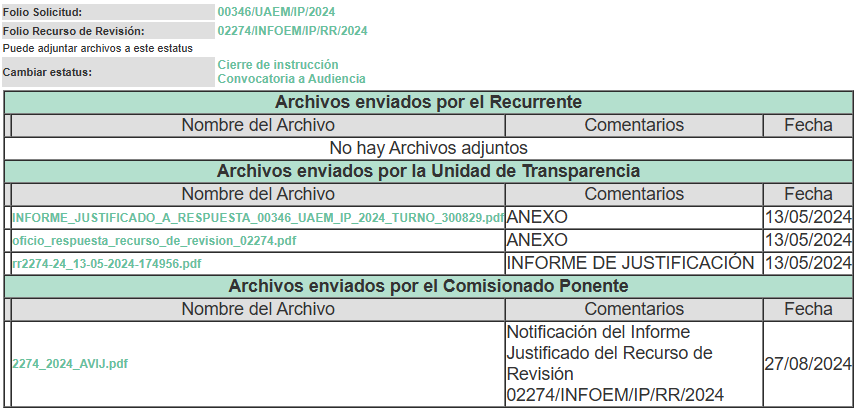 Folio Solicitud: 00346/UAEM/IP/2024
Folio Recurso de Revisión: 02274/INFOEM/IP/RR/2024
Puede adjuntar archivos a este estatus
Cambiar estatus: Cierre de instrucción
Convocatoria a Audiencia
Archivos enviados por el Recurrente
Nombre del Archivo Comentarios Fecha
No hay Archivos adjuntos
Archivos enviados por la Unidad de Transparencia
Nombre del Archivo Comentarios Fecha
INFORME_JUSTIFICADO_A_RESPUESTA_00346_UAEM_IP_2024_TURNO_300829.pdf ANEXO 13/05/2024
oficio_respuesta_recurso_de_revision_02274.pdf ANEXO 13/05/2024
rr2274-24_13-05-2024-174956.pdf INFORME DE JUSTIFICACIÓN 13/05/2024
Archivos enviados por el Comisionado Ponente
Nombre del Archivo Comentarios Fecha
Notificación del Informe
Justificado del Recurso de
2274_2024_AVIJ.pdf Revisión 27/08/2024
02274/INFOEM/IP/RR/2024